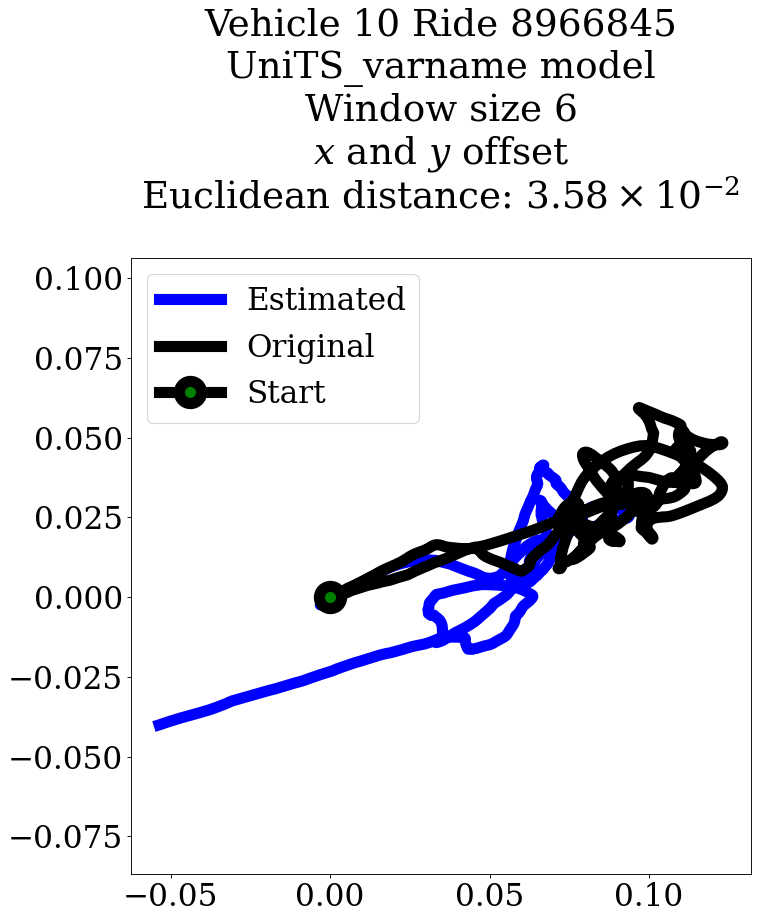 Vehicle 10 Ride 8966845
UniTS_varname model
Window size 6
x and y offset
Euclidean distance: 3.58 × 10⁻²
Estimated
Original
Start
0.100
0.075
0.050
0.025
0.000
−0.025
−0.050
−0.075
−0.05 0.00 0.05 0.10